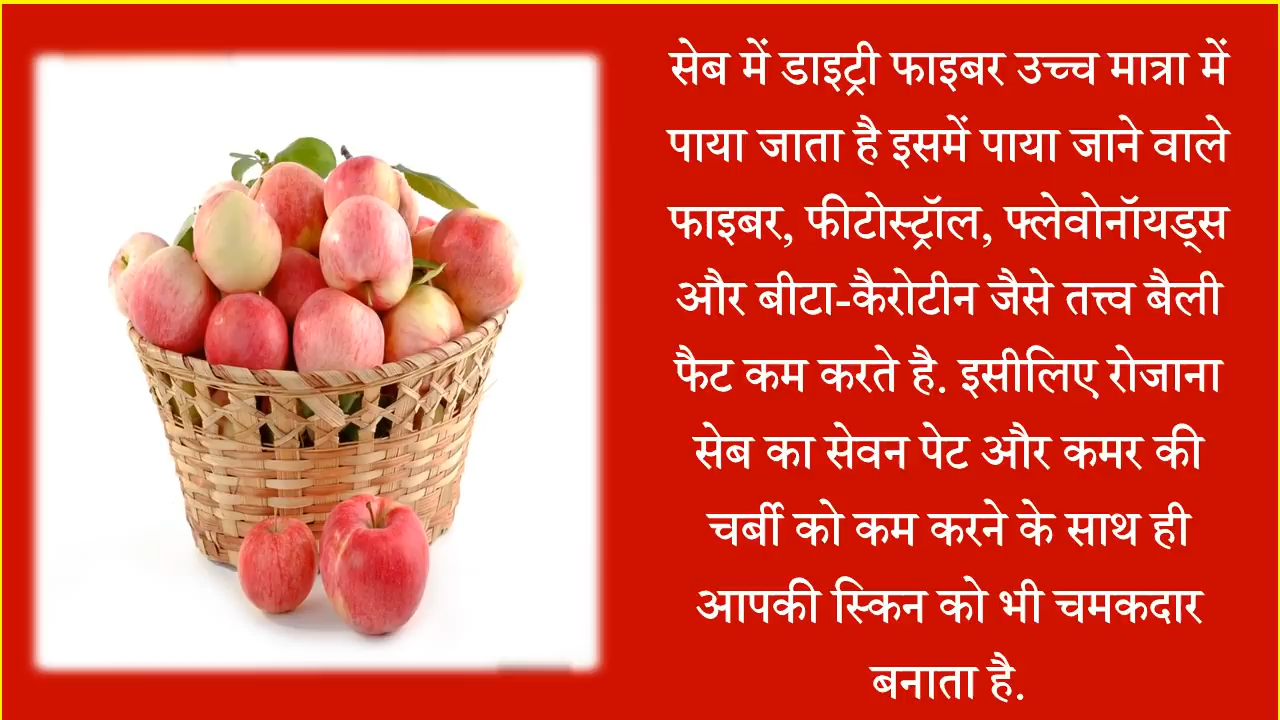 सेब में डाइट्री फाइबर उच्च मात्रा में
पाया जाता है इसमें पाया जाने वाले
फाइबर, फीटोस्ट्रॉल, फ्लेवोनॉयड्स
और बीटा-कैरोटीन जैसे तत्त्व बैली
फैट कम करते है. इसीलिए रोजाना
सेब का सेवन पेट और कमर की
चर्बी को कम करने के साथ ही
आपकी स्किन को भी चमकदार
बनाता है.